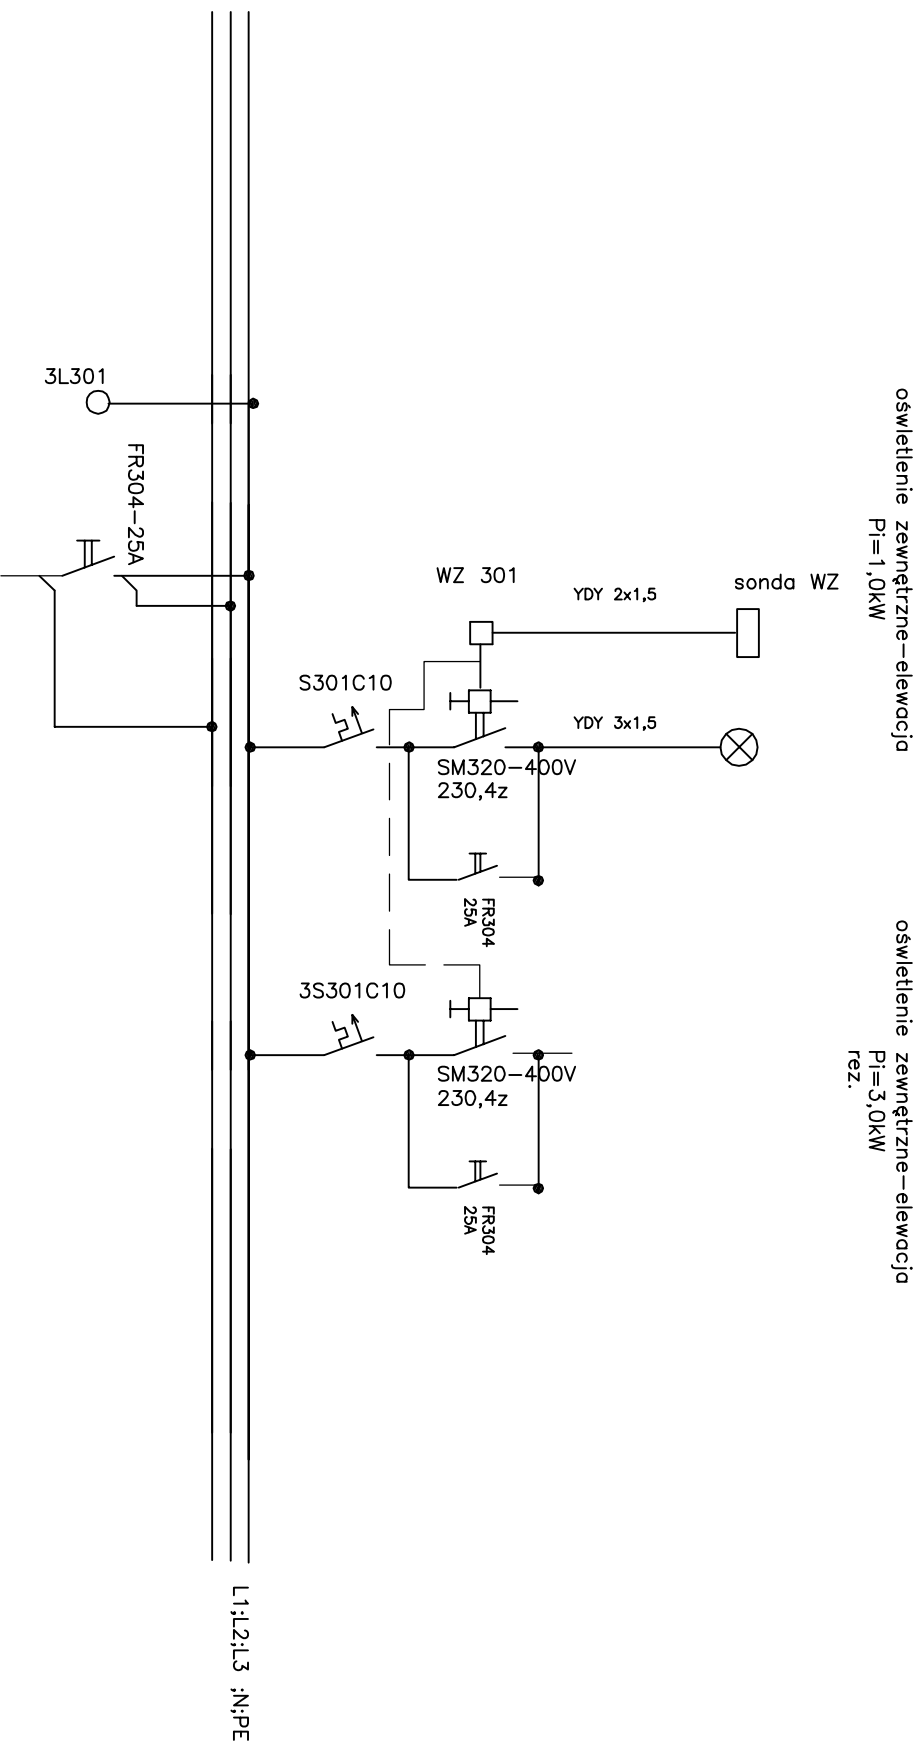 3L301
FR304-25A
WZ 301
YDY 2x1,5
sonda WZ
S301C10
YDY 3x1,5
SM320-400V
230,4z
FR304
25A
3S301C10
SM320-400V
230,4z
FR304
25A
oświetlenie zewnętrzne-elewacja
Pi=1,0kW
oświetlenie zewnętrzne-elewacja
Pi=3,0kW
rez.
L1;L2;L3 ;N;PE